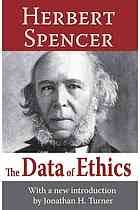 HERBERT
SPENCER
The Data of Ethics
With a new introduction
by Jonathan H. Turner